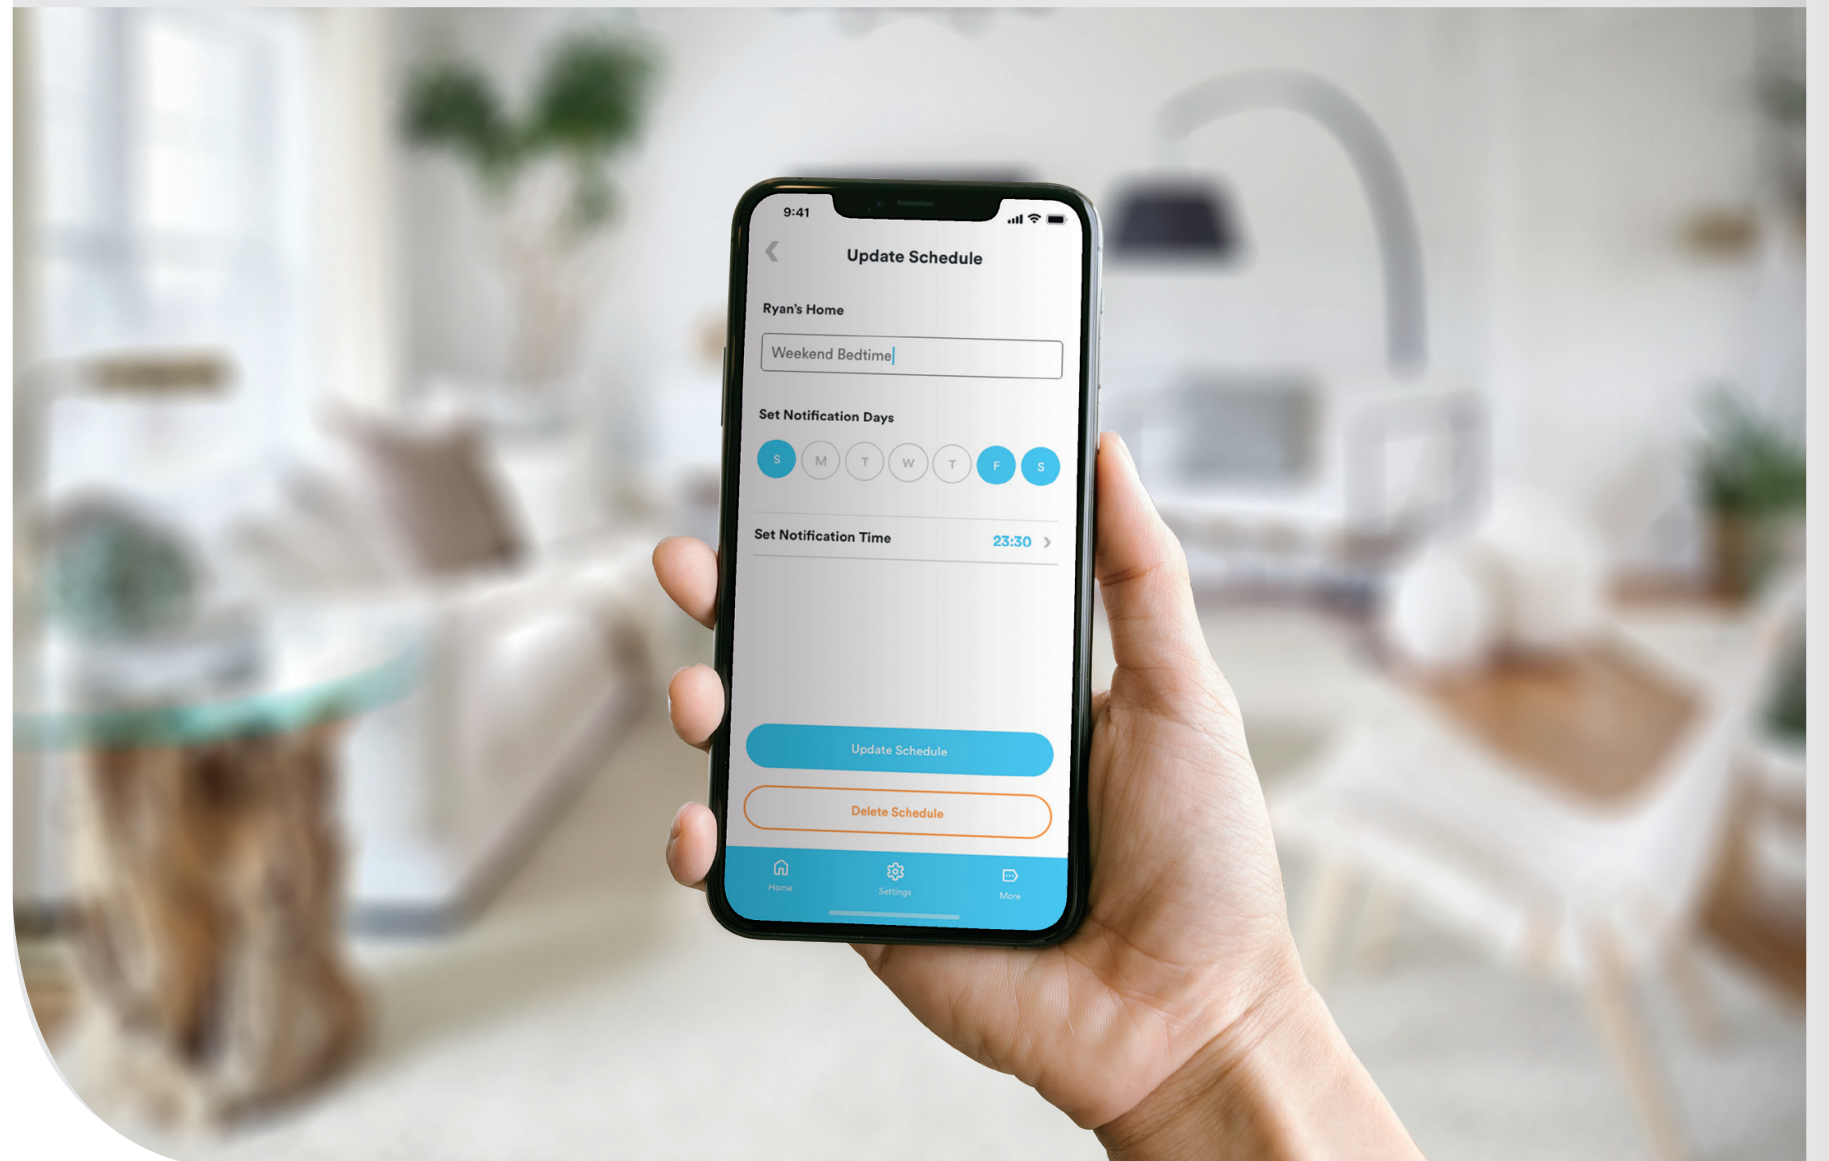 9:41
Update Schedule
Ryan's Home
Weekend Bedtime
Set Notification Days
S M T W T F S
Set Notification Time 23:30
Update Schedule
Delete Schedule
Home Settings More